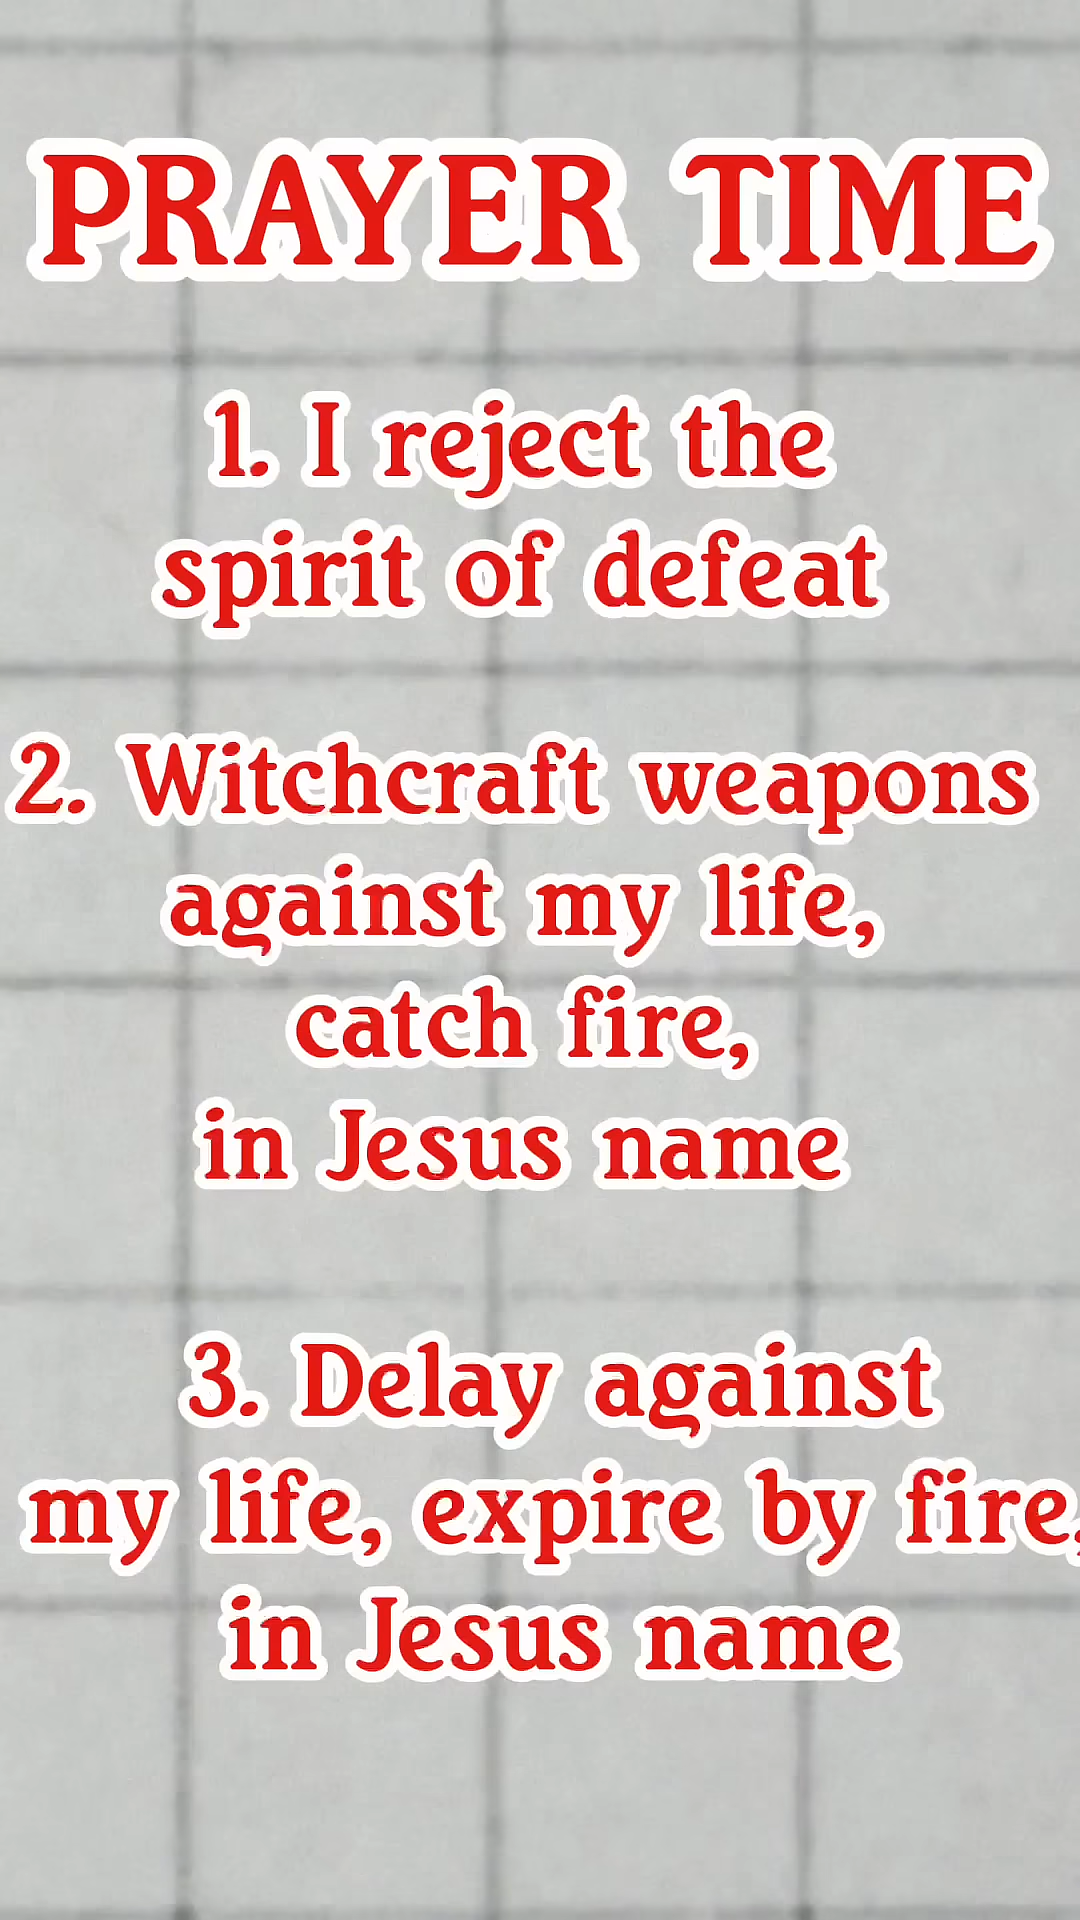 PRAYER TIME
1. I reject the
spirit of defeat
2. Witchcraft weapons
against my life,
catch fire,
in Jesus name
3. Delay against
my life, expire by fire,
in Jesus name